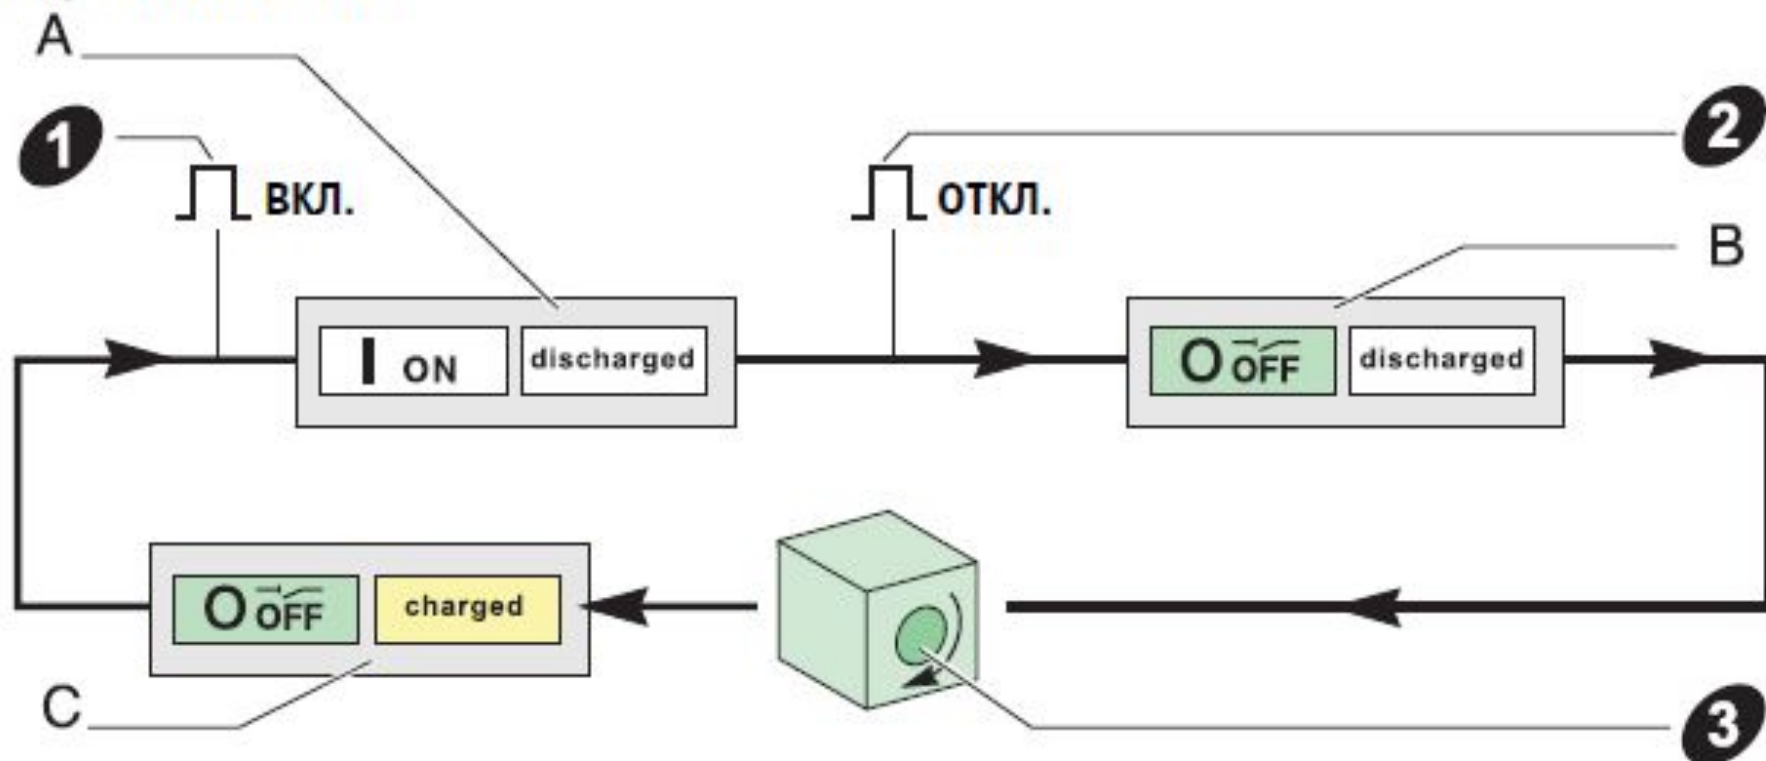 A
1
ВКЛ.
2
ОТКЛ.
B
I ON
discharged
O OFF
discharged
O OFF
charged
C
3